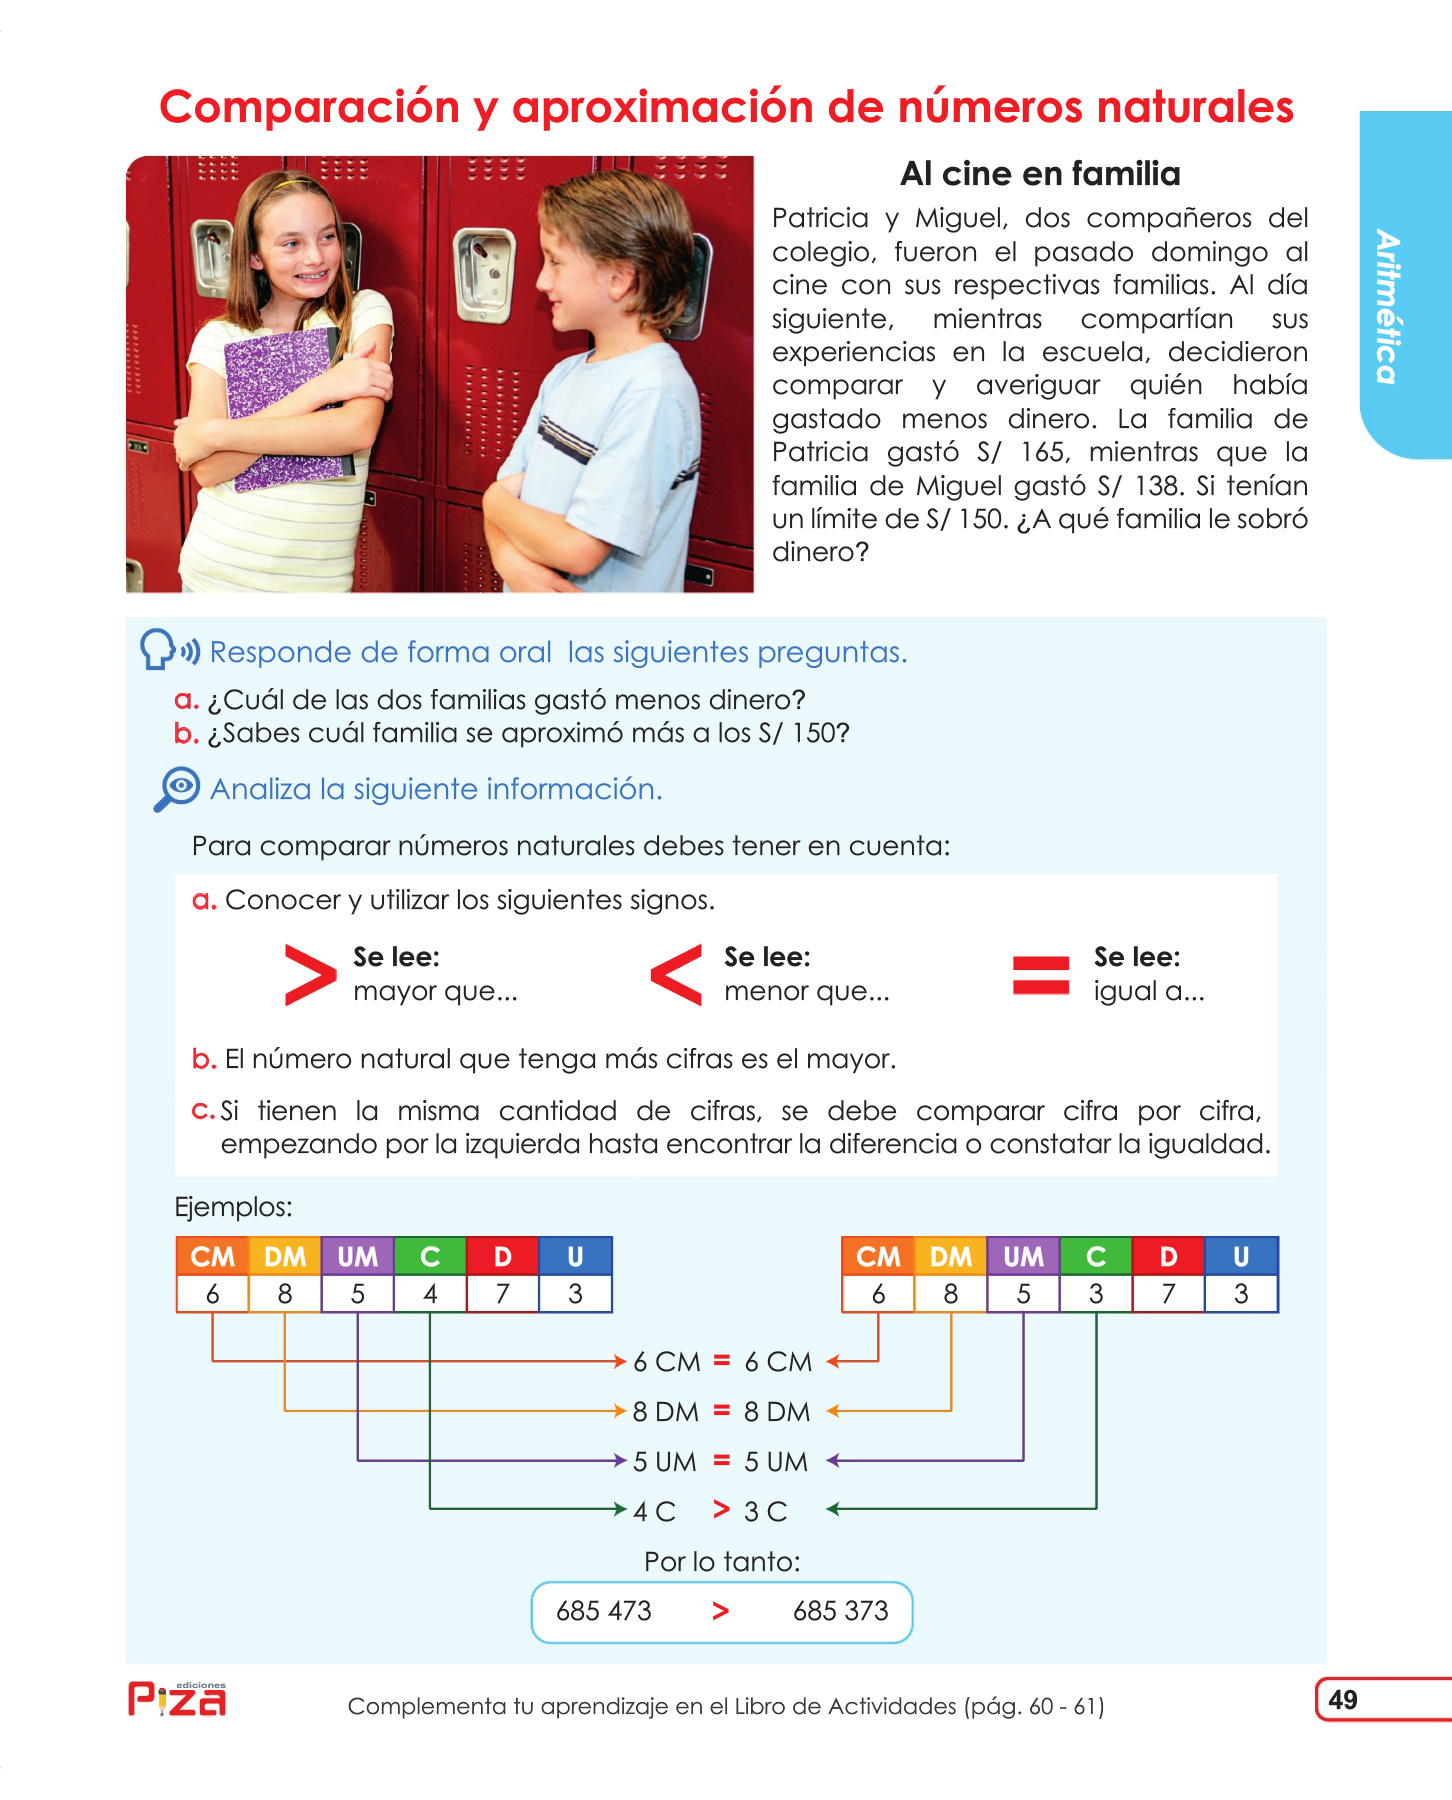 Comparación y aproximación de números naturales
Aritmética
Al cine en familia
Patricia y Miguel, dos compañeros del
colegio, fueron el pasado domingo al
cine con sus respectivas familias. Al día
siguiente, mientras compartían sus
experiencias en la escuela, decidieron
comparar y averiguar quién había
gastado menos dinero. La familia de
Patricia gastó S/ 165, mientras que la
familia de Miguel gastó S/ 138. Si tenían
un límite de S/ 150. ¿A qué familia le sobró
dinero?
Responde de forma oral las siguientes preguntas.
a. ¿Cuál de las dos familias gastó menos dinero?
b. ¿Sabes cuál familia se aproximó más a los S/ 150?
Analiza la siguiente información.
Para comparar números naturales debes tener en cuenta:
a. Conocer y utilizar los siguientes signos.
> Se lee: < Se lee: = Se lee:
mayor que... menor que... igual a...
b. El número natural que tenga más cifras es el mayor.
c. Si tienen la misma cantidad de cifras, se debe comparar cifra por cifra,
empezando por la izquierda hasta encontrar la diferencia o constatar la igualdad.
Ejemplos:
CM DM UM C D U CM DM UM C D U
6 8 5 4 7 3 6 8 5 3 7 3
6 CM = 6 CM
8 DM = 8 DM
5 UM = 5 UM
4 C > 3 C
Por lo tanto:
685 473 > 685 373
ediciones
Piza
Complementa tu aprendizaje en el Libro de Actividades (pág. 60 - 61)
49